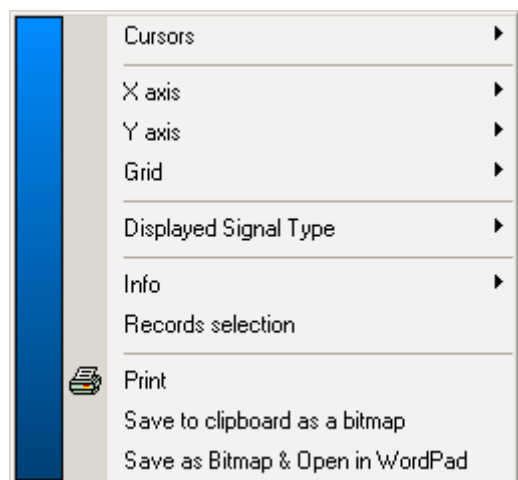 Cursors
X axis
Y axis
Grid
Displayed Signal Type
Info
Records selection
Print
Save to clipboard as a bitmap
Save as Bitmap & Open in WordPad